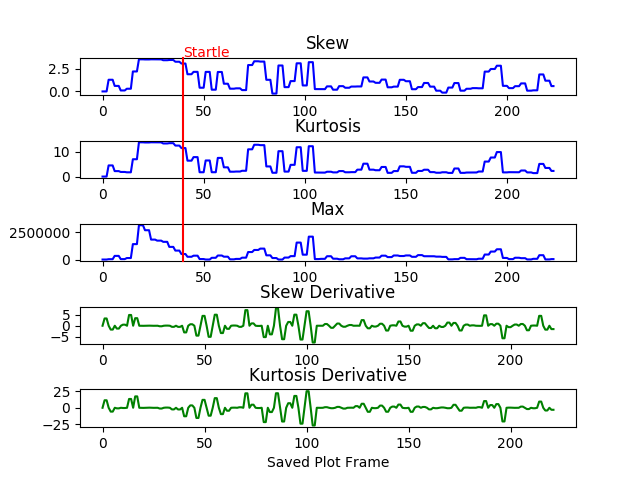 Startle
Skew
2.5
0.0
0 50 100 150 200
Kurtosis
10
0
0 50 100 150 200
Max
2500000
0
0 50 100 150 200
Skew Derivative
5
0
−5
0 50 100 150 200
Kurtosis Derivative
25
0
−25
0 50 100 150 200
Saved Plot Frame